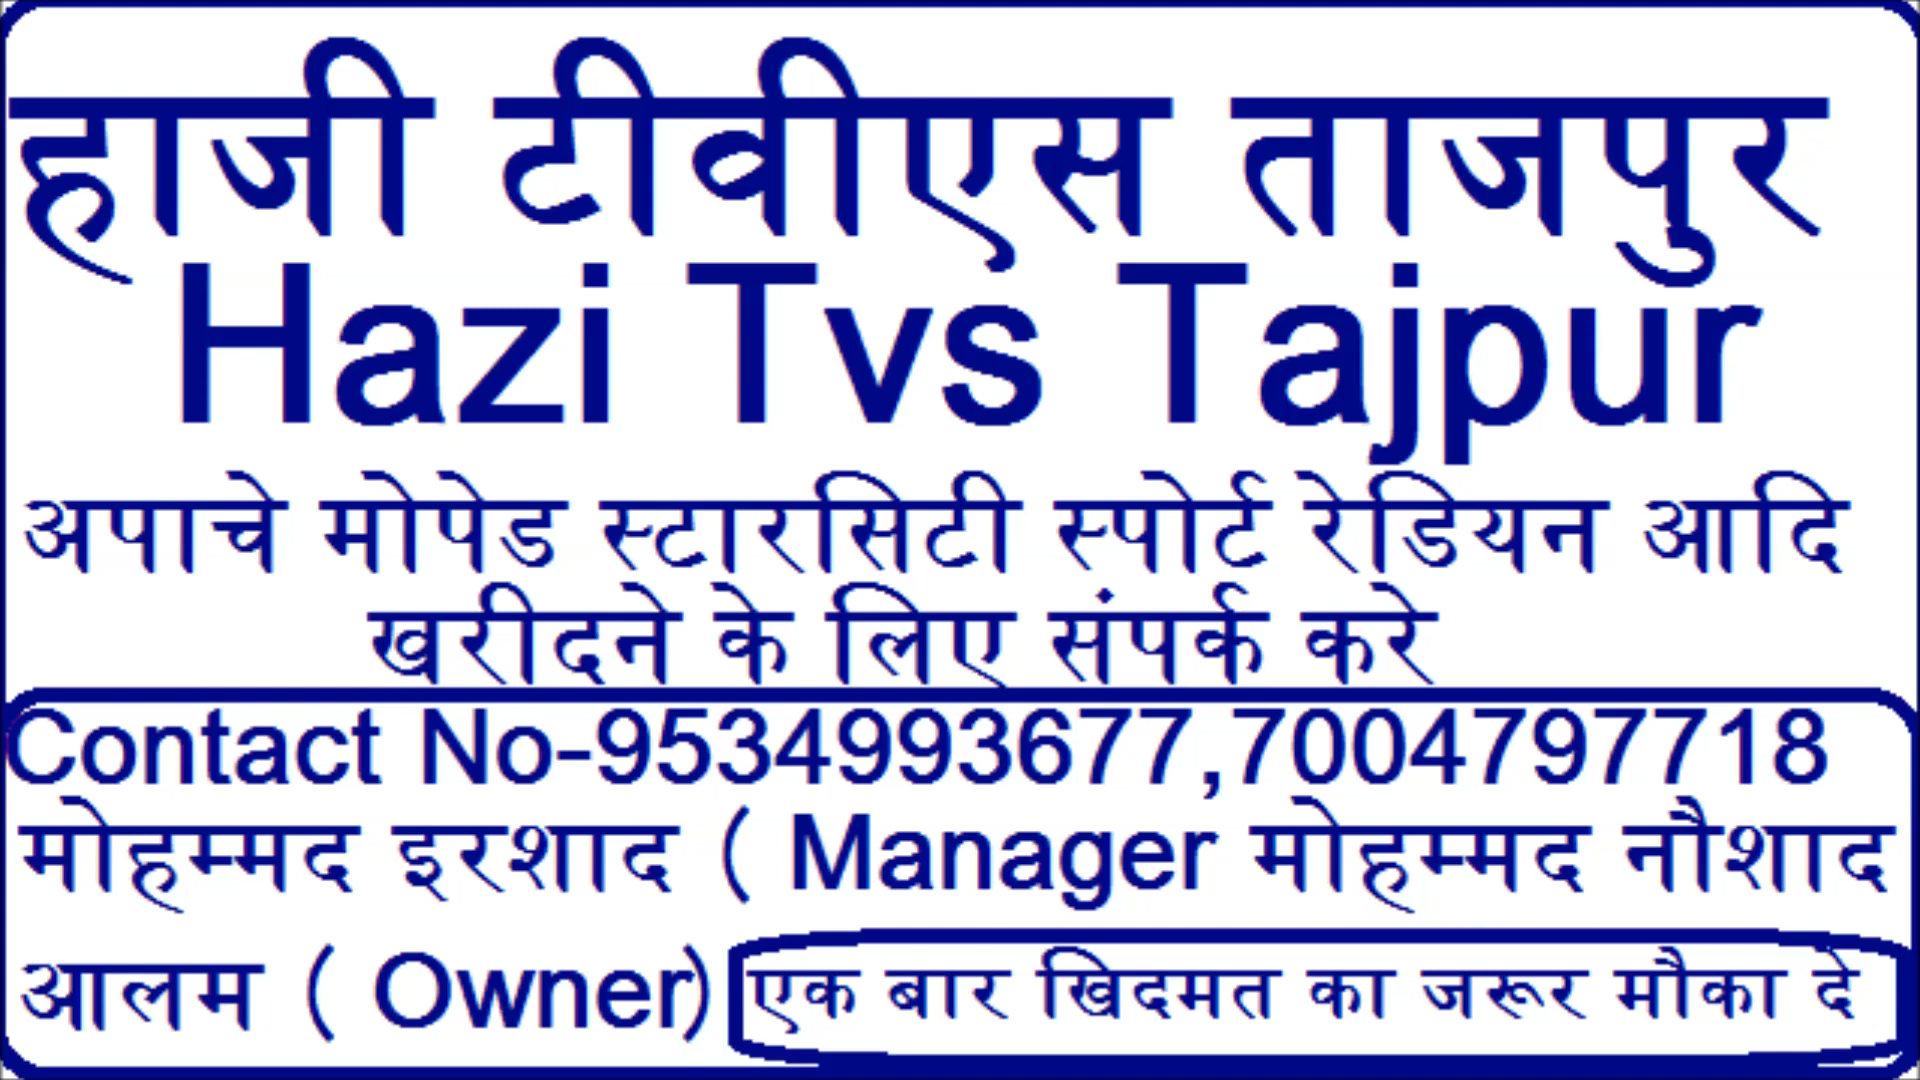 हाजी टीवीएस ताजपुर
Hazi Tvs Tajpur
अपाचे मोपेड स्टारसिटी स्पोर्ट रेडियन आदि
खरीदने के लिए संपर्क करे
Contact No-9534993677,7004797718
मोहम्मद इरशाद ( Manager मोहम्मद नौशाद
आलम ( Owner) एक बार खिदमत का जरूर मौका दे